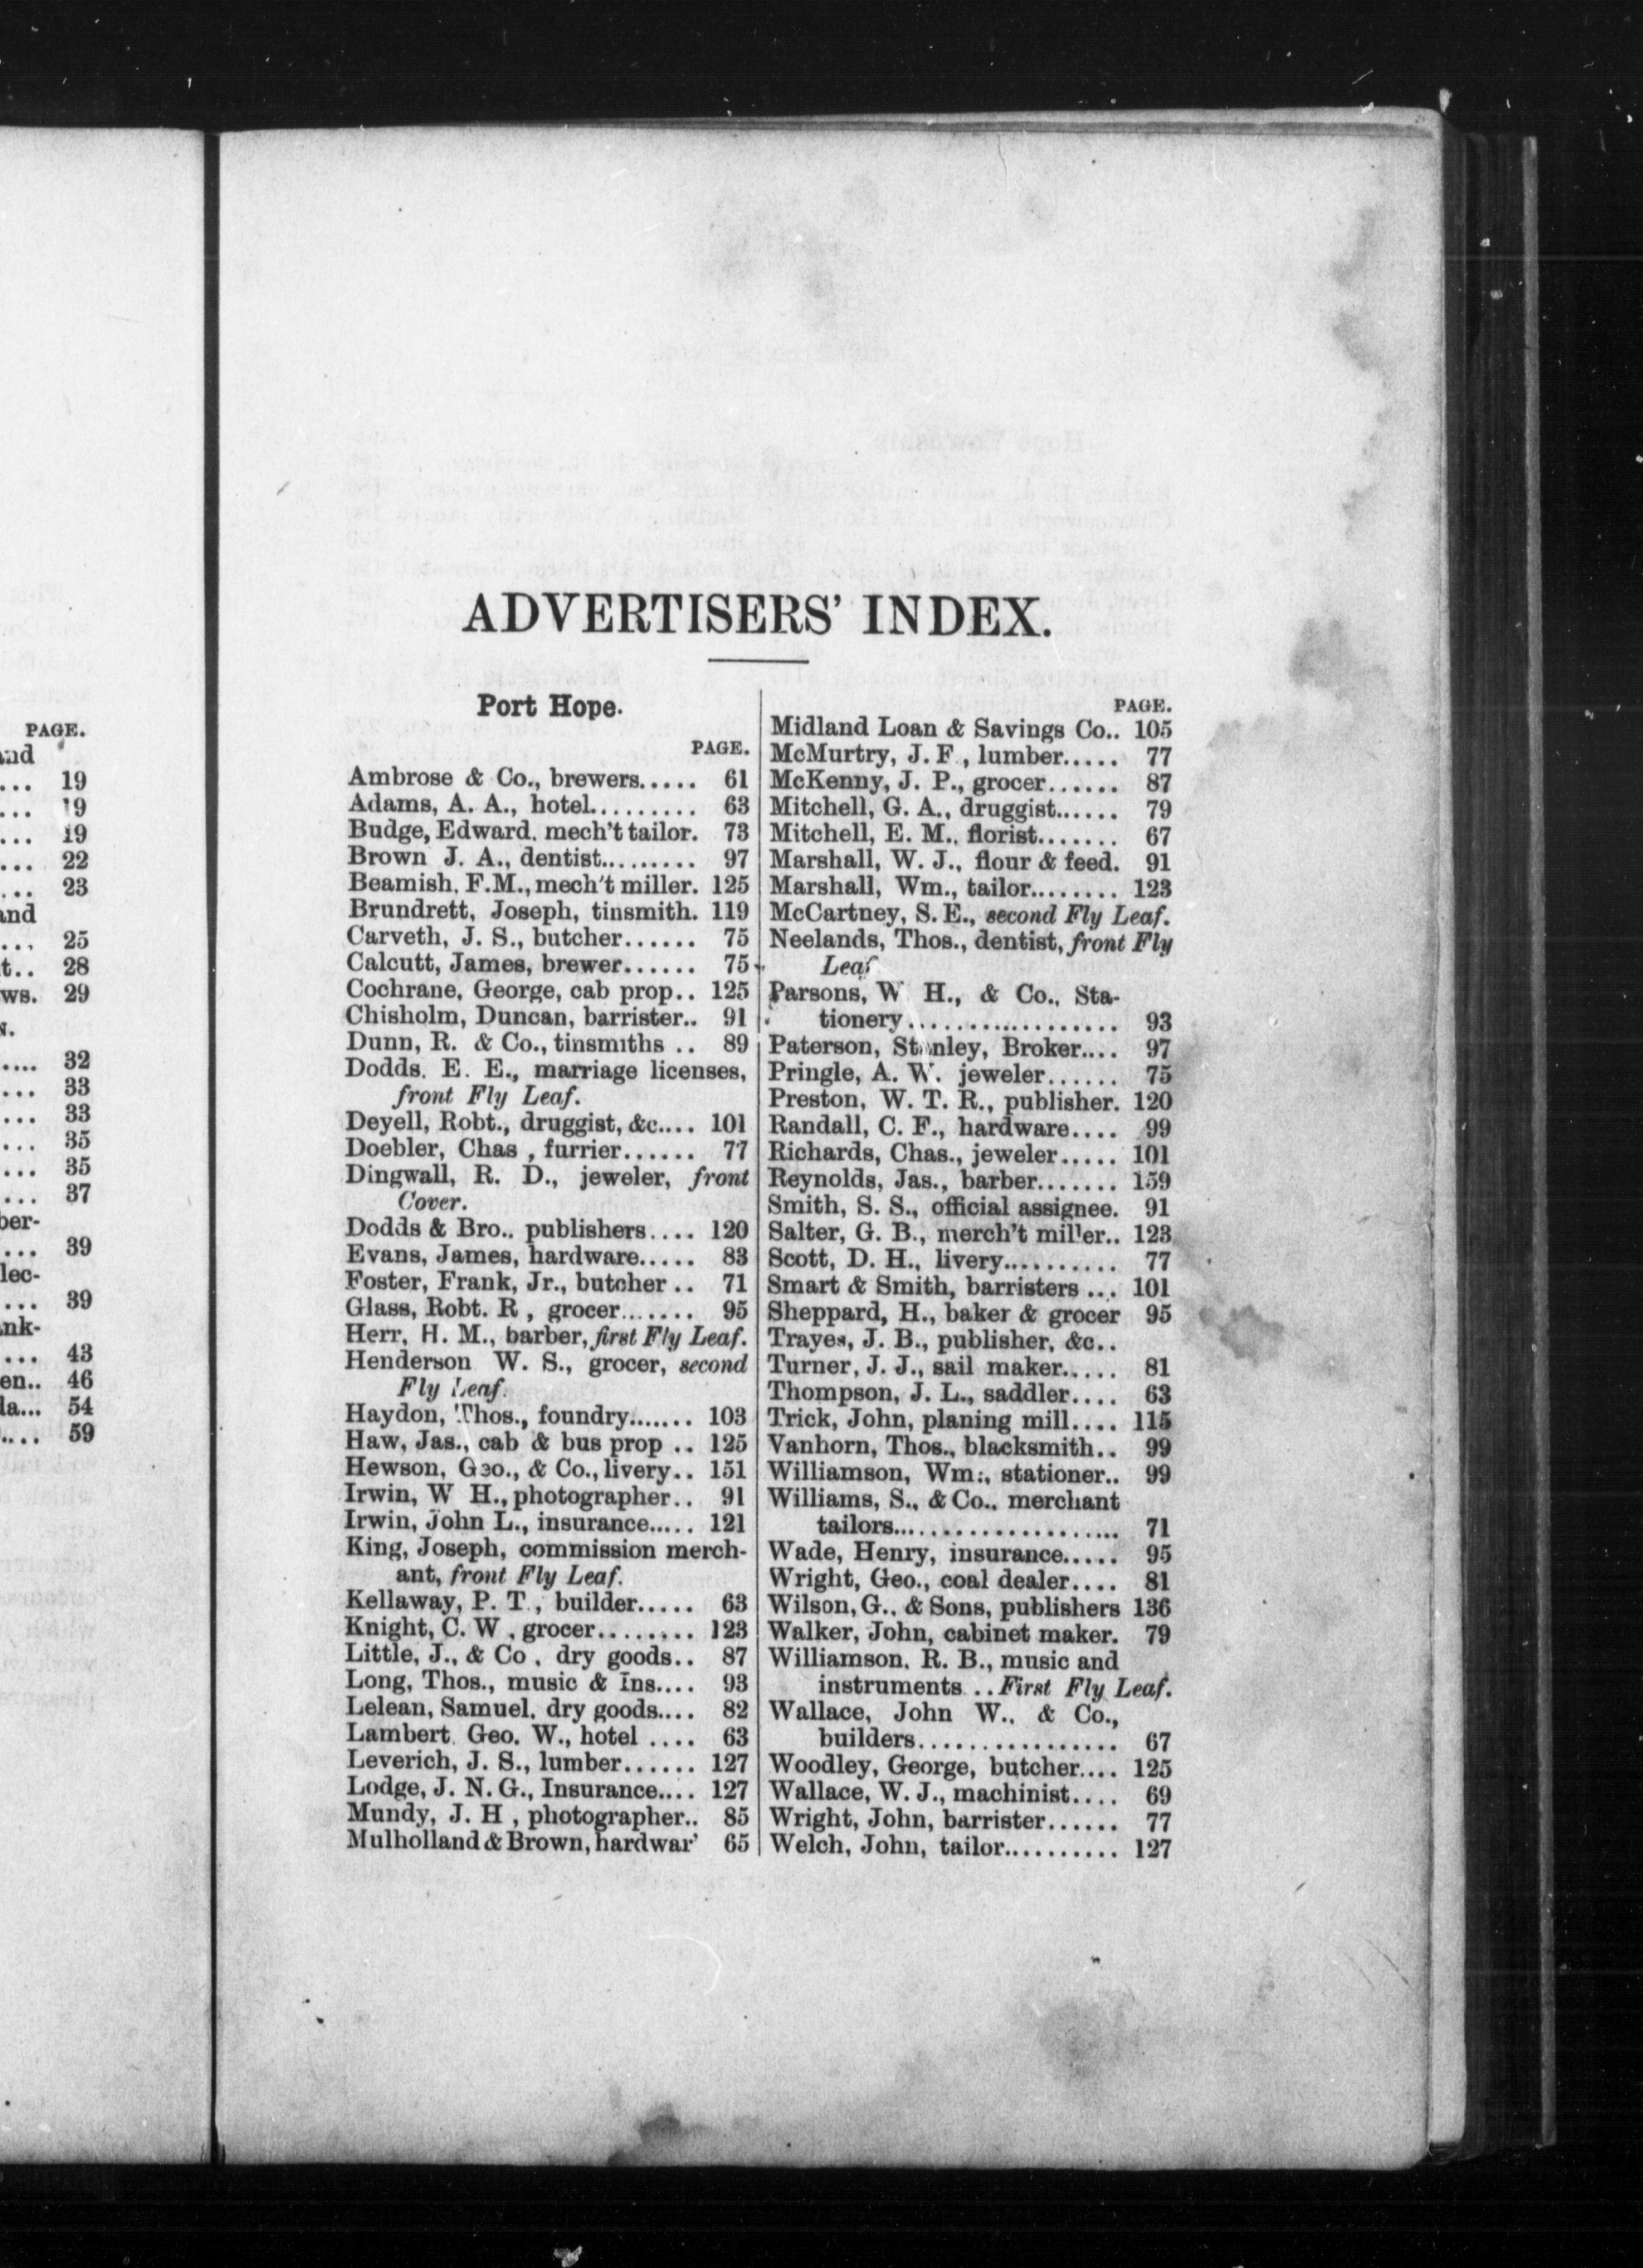 PAGE.
and
... 19
... 19
... 19
... 22
... 23
and
... 25
t.. 28
ws. 29
N.
.... 32
... 33
... 33
... 35
... 35
... 37
ber-
... 39
lec-
... 39
nk-
... 43
en.. 46
la... 54
.... 59
ADVERTISERS' INDEX.
Port Hope.
PAGE.
Ambrose & Co., brewers..... 61
Adams, A. A., hotel......... 63
Budge, Edward. mech't tailor. 73
Brown J. A., dentist......... 97
Beamish, F.M., mech't miller. 125
Brundrett, Joseph, tinsmith. 119
Carveth, J. S., butcher...... 75
Calcutt, James, brewer...... 75
Cochrane, George, cab prop.. 125
Chisholm, Duncan, barrister.. 91
Dunn, R. & Co., tinsmiths .. 89
Dodds. E. E., marriage licenses,
front Fly Leaf.
Deyell, Robt., druggist, &c.... 101
Doebler, Chas , furrier...... 77
Dingwall, R. D., jeweler, front
Cover.
Dodds & Bro.. publishers.... 120
Evans, James, hardware..... 83
Foster, Frank, Jr., butcher .. 71
Glass, Robt. R , grocer....... 95
Herr, H. M., barber, first Fly Leaf.
Henderson W. S., grocer, second
Fly Leaf.
Haydon, Thos., foundry....... 103
Haw, Jas., cab & bus prop .. 125
Hewson, Geo., & Co., livery.. 151
Irwin, W H., photographer.. 91
Irwin, John L., insurance..... 121
King, Joseph, commission merch-
ant, front Fly Leaf.
Kellaway, P. T , builder..... 63
Knight, C. W , grocer........ 123
Little, J., & Co , dry goods.. 87
Long, Thos., music & Ins.... 93
Lelean, Samuel, dry goods.... 82
Lambert Geo. W., hotel .... 63
Leverich, J. S., lumber...... 127
Lodge, J. N. G., Insurance.... 127
Mundy, J. H , photographer.. 85
Mulholland & Brown, hardwar' 65
PAGE.
Midland Loan & Savings Co.. 105
McMurtry, J. F , lumber..... 77
McKenny, J. P., grocer...... 87
Mitchell, G. A., druggist...... 79
Mitchell, E. M., florist....... 67
Marshall, W. J., flour & feed. 91
Marshall, Wm., tailor........ 123
McCartney, S. E., second Fly Leaf.
Neelands, Thos., dentist, front Fly
Leaf
Parsons, W H., & Co., Sta-
tionery.................. 93
Paterson, Stanley, Broker.... 97
Pringle, A. W. jeweler...... 75
Preston, W. T. R., publisher. 120
Randall, C. F., hardware.... 99
Richards, Chas., jeweler..... 101
Reynolds, Jas., barber....... 159
Smith, S. S., official assignee. 91
Salter, G. B., merch't miller.. 123
Scott, D. H., livery.......... 77
Smart & Smith, barristers ... 101
Sheppard, H., baker & grocer 95
Trayes, J. B., publisher, &c..
Turner, J. J., sail maker..... 81
Thompson, J. L., saddler.... 63
Trick, John, planing mill.... 115
Vanhorn, Thos., blacksmith.. 99
Williamson, Wm., stationer.. 99
Williams, S., & Co., merchant
tailors.................... 71
Wade, Henry, insurance..... 95
Wright, Geo., coal dealer.... 81
Wilson, G., & Sons, publishers 136
Walker, John, cabinet maker. 79
Williamson, R. B., music and
instruments. .. First Fly Leaf.
Wallace, John W., & Co.,
builders................ 67
Woodley, George, butcher.... 125
Wallace, W. J., machinist.... 69
Wright, John, barrister...... 77
Welch, John, tailor.......... 127